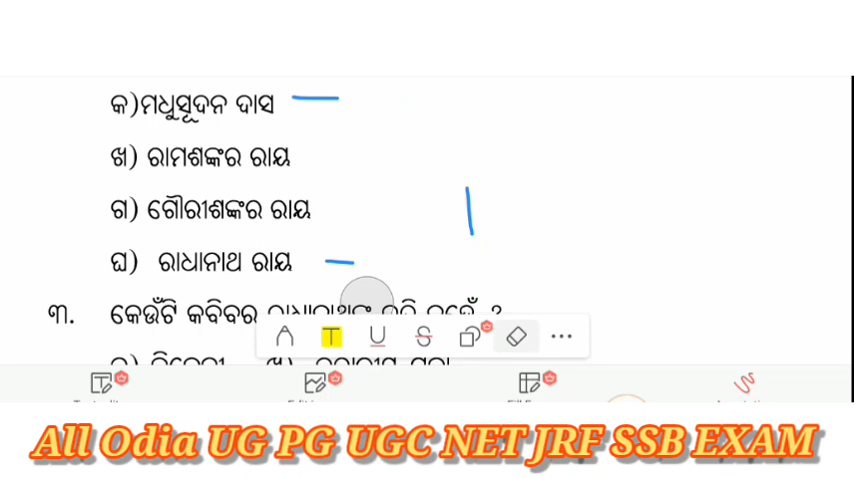 କ)ମଧୁସୂଦନ ଦାସ
ଖ) ରାମଶଙ୍କର ରାୟ
ଗ) ଗୌରୀଶଙ୍କର ରାୟ
ଘ) ରାଧାନାଥ ରାୟ
୩. କେଉଁଟି କବିବର
All Odia UG PG UGC NET JRF SSB EXAM